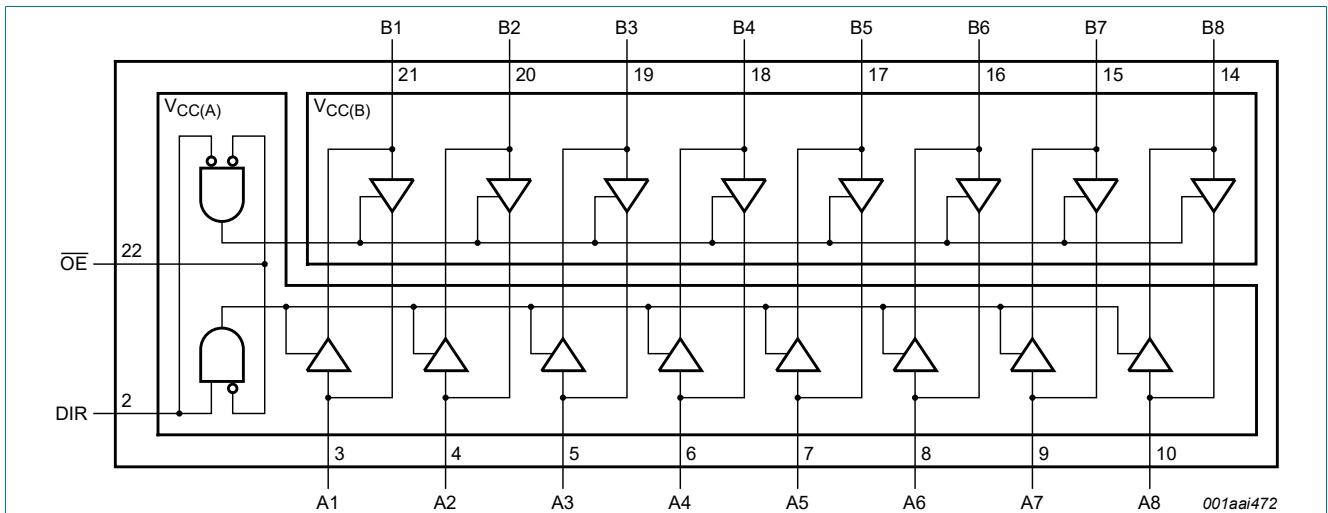 B1 B2 B3 B4 B5 B6 B7 B8
21 20 19 18 17 16 15 14
VCC(A) VCC(B)
22
OE
2
DIR
3 4 5 6 7 8 9 10
A1 A2 A3 A4 A5 A6 A7 A8 001aai472